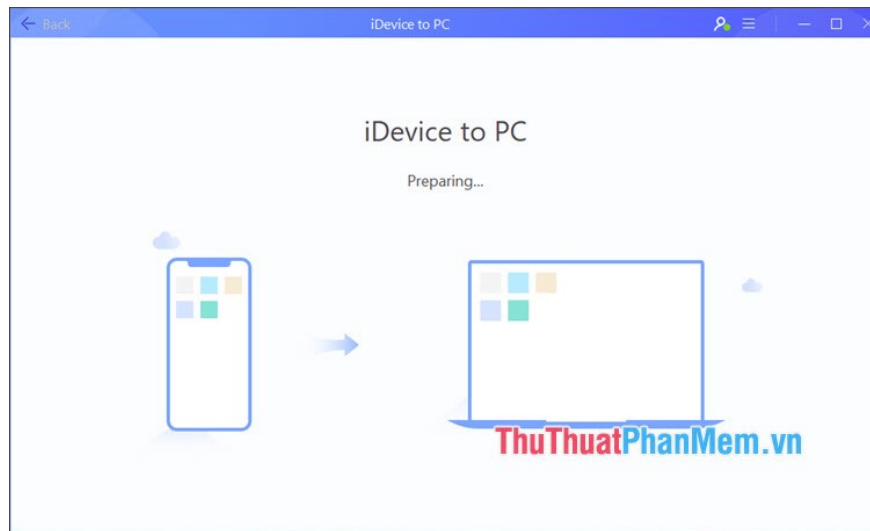 Back
iDevice to PC
iDevice to PC
Preparing...
ThuThuatPhanMem.vn